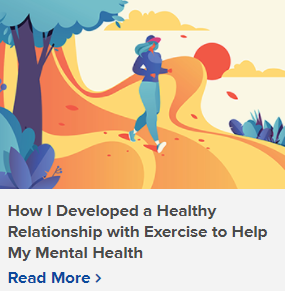 How I Developed a Healthy
Relationship with Exercise to Help
My Mental Health
Read More >